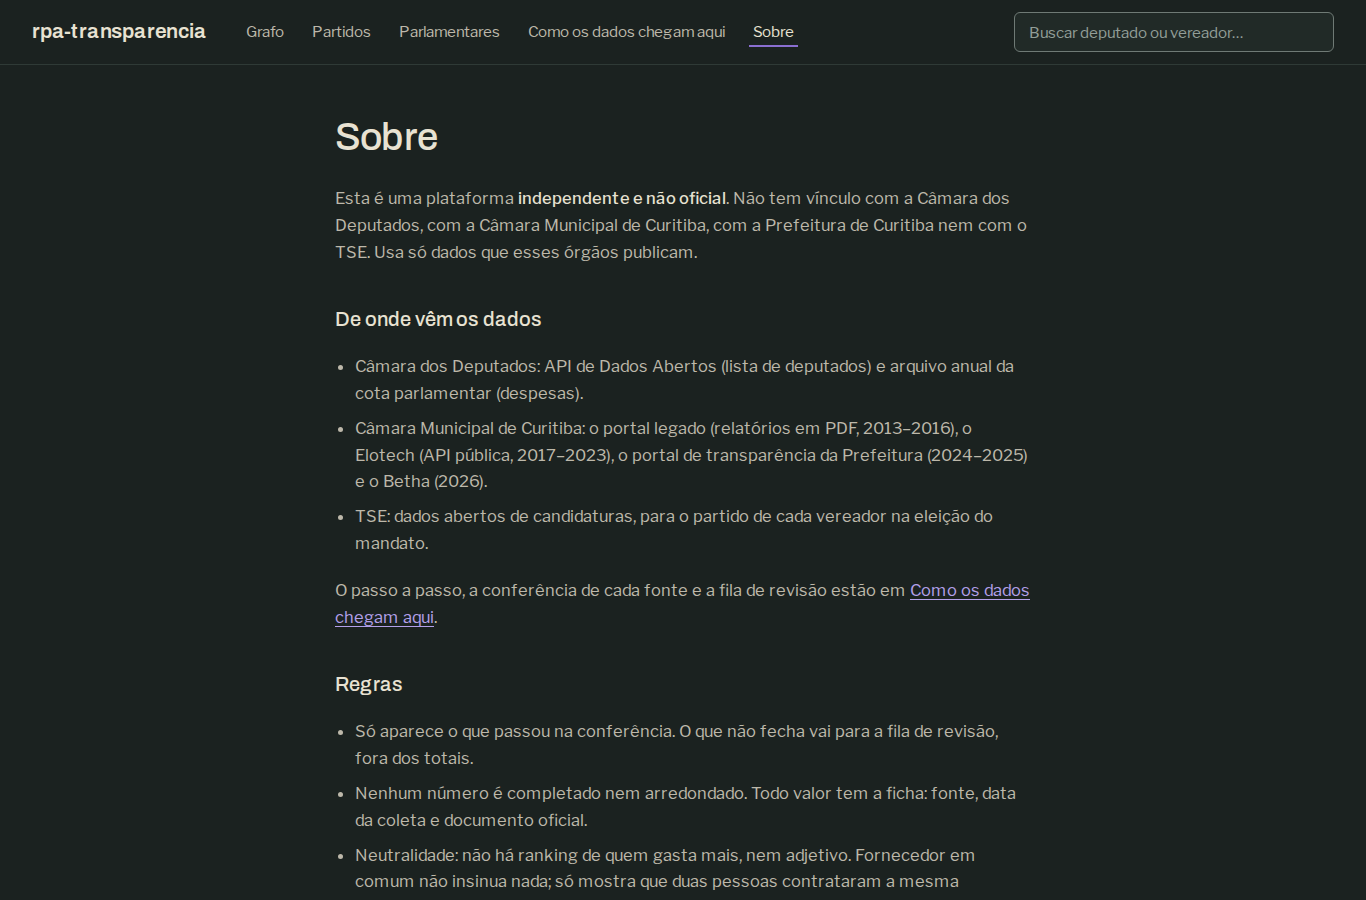 rpa-transparencia
Grafo
Partidos
Parlamentares
Como os dados chegam aqui
Sobre
Buscar deputado ou vereador…
Sobre
Esta é uma plataforma independente e não oficial. Não tem vínculo com a Câmara dos
Deputados, com a Câmara Municipal de Curitiba, com a Prefeitura de Curitiba nem com o
TSE. Usa só dados que esses órgãos publicam.
De onde vêm os dados
• Câmara dos Deputados: API de Dados Abertos (lista de deputados) e arquivo anual da
cota parlamentar (despesas).
• Câmara Municipal de Curitiba: o portal legado (relatórios em PDF, 2013–2016), o
Elotech (API pública, 2017–2023), o portal de transparência da Prefeitura (2024–2025)
e o Betha (2026).
• TSE: dados abertos de candidaturas, para o partido de cada vereador na eleição do
mandato.
O passo a passo, a conferência de cada fonte e a fila de revisão estão em Como os dados
chegam aqui.
Regras
• Só aparece o que passou na conferência. O que não fecha vai para a fila de revisão,
fora dos totais.
• Nenhum número é completado nem arredondado. Todo valor tem a ficha: fonte, data
da coleta e documento oficial.
• Neutralidade: não há ranking de quem gasta mais, nem adjetivo. Fornecedor em
comum não insinua nada; só mostra que duas pessoas contrataram a mesma